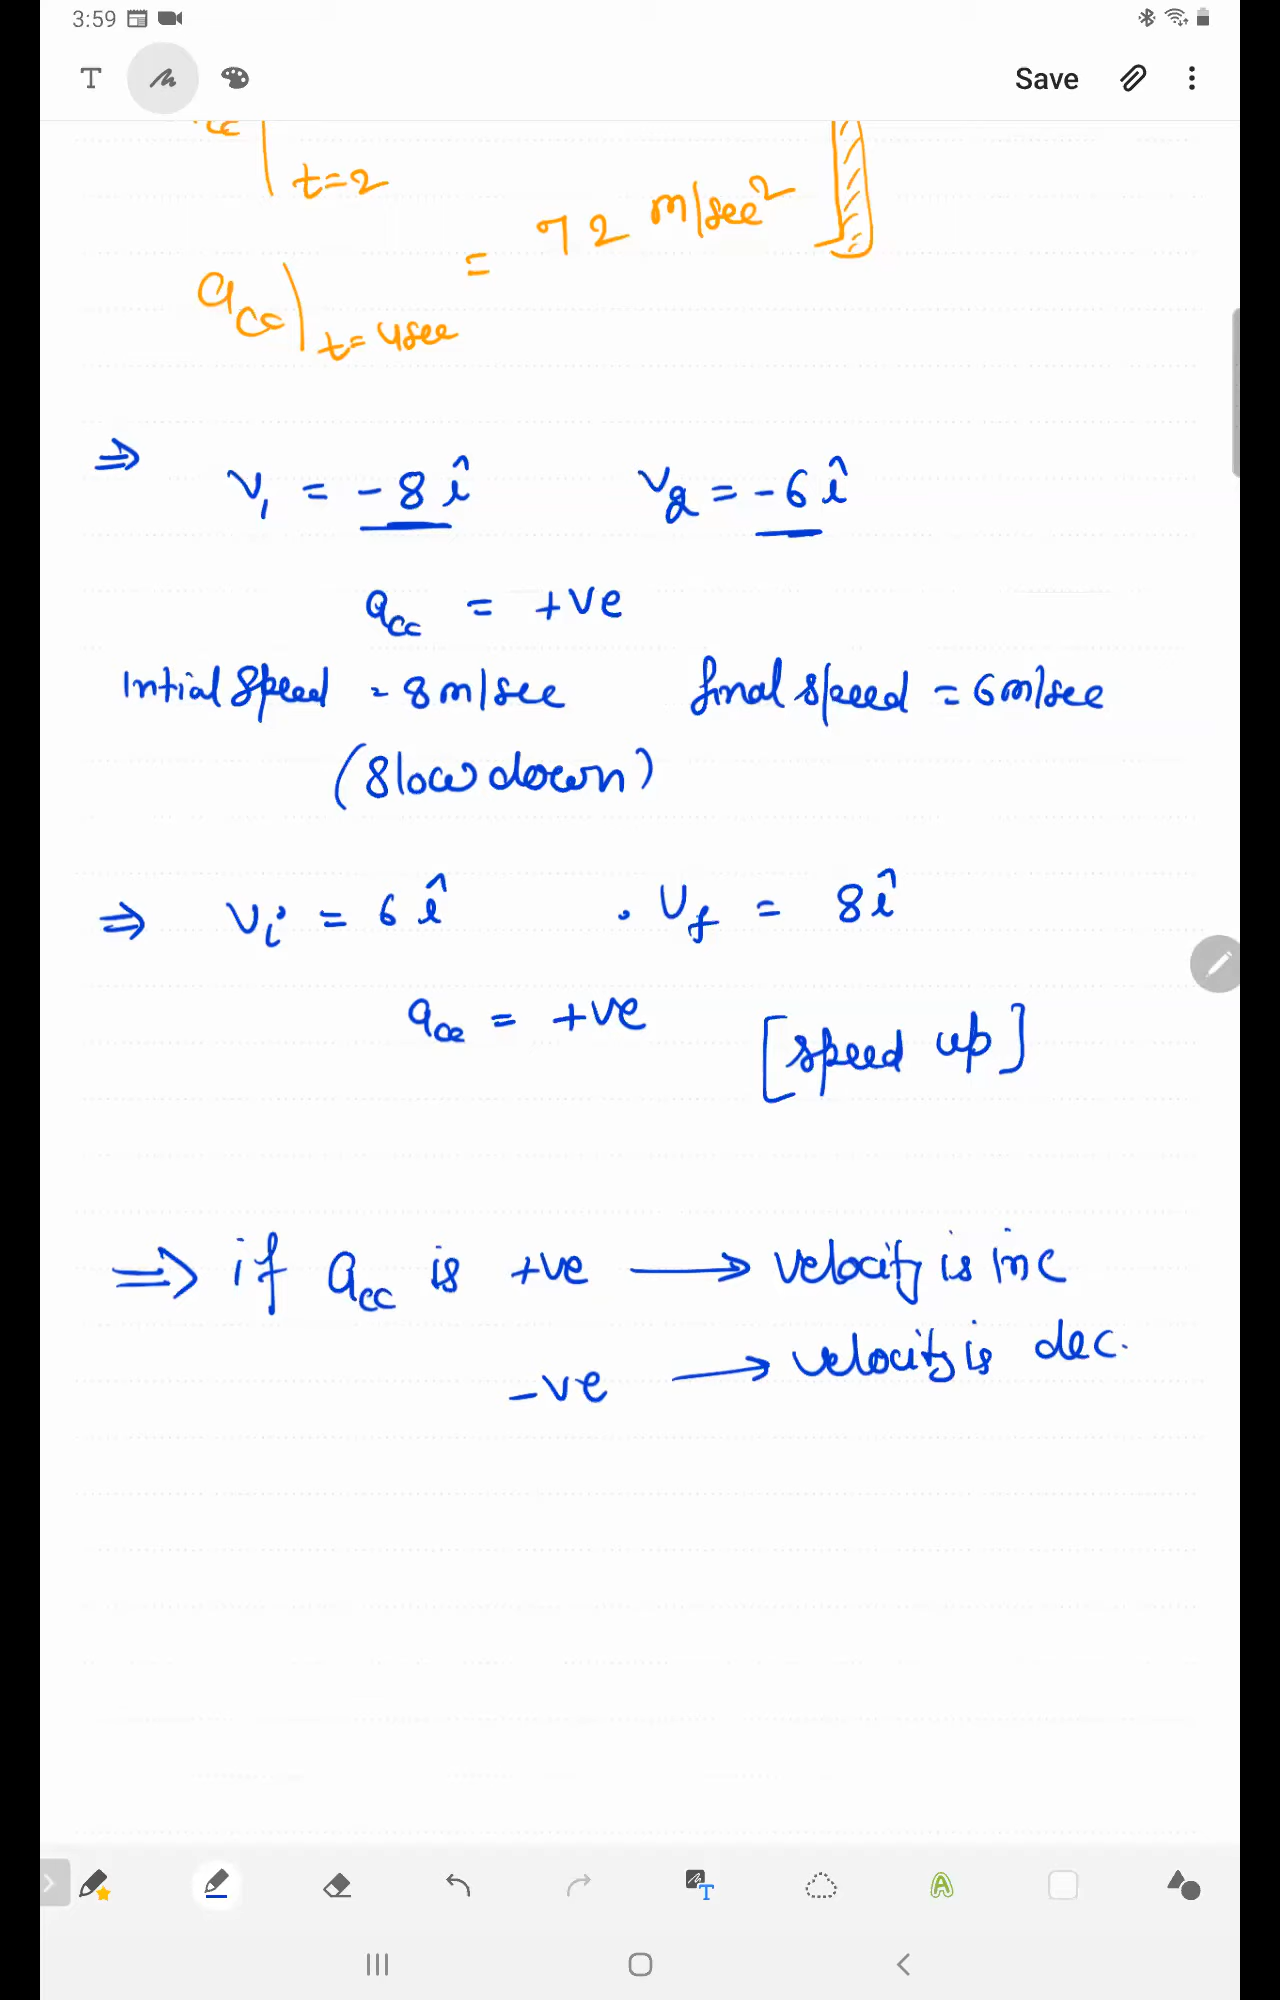 3:59
T Save
t=2
= 72 m/sec²
acc| t=4sec
⇒ V₁ = -8 î V₂ = -6 î
acc = +ve
Intial speed = 8 m/sec final speed = 6 m/sec
(Slow down)
⇒ Vi = 6 î . Vf = 8 î
acc = +ve [speed up]
⇒ if acc is +ve → velocity is inc
-ve → velocity is dec.
T A